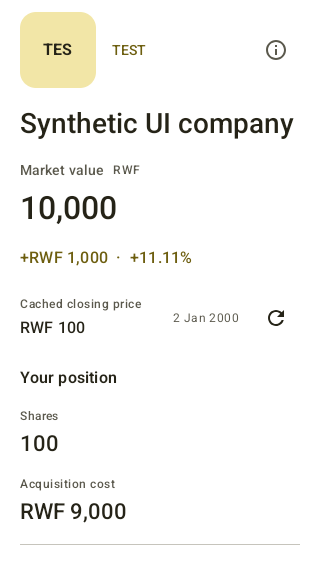 TES
TEST
Synthetic UI company
Market value RWF
10,000
+RWF 1,000 · +11.11%
Cached closing price
2 Jan 2000
RWF 100
Your position
Shares
100
Acquisition cost
RWF 9,000